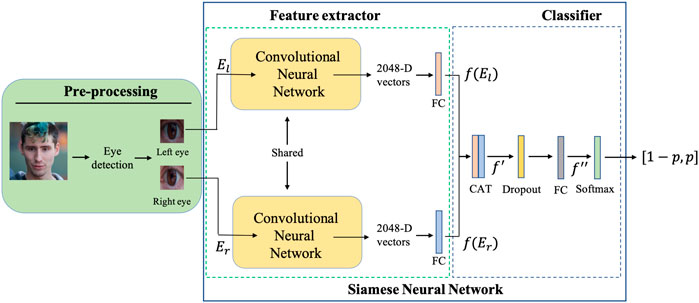 Feature extractor
Classifier
Pre-processing
Eye
detection
Left eye
Right eye
E_l
E_r
Convolutional
Neural
Network
Shared
Convolutional
Neural
Network
2048-D
vectors
FC
f(E_l)
2048-D
vectors
FC
f(E_r)
CAT
f'
Dropout
FC
f''
Softmax
[1 − p, p]
Siamese Neural Network